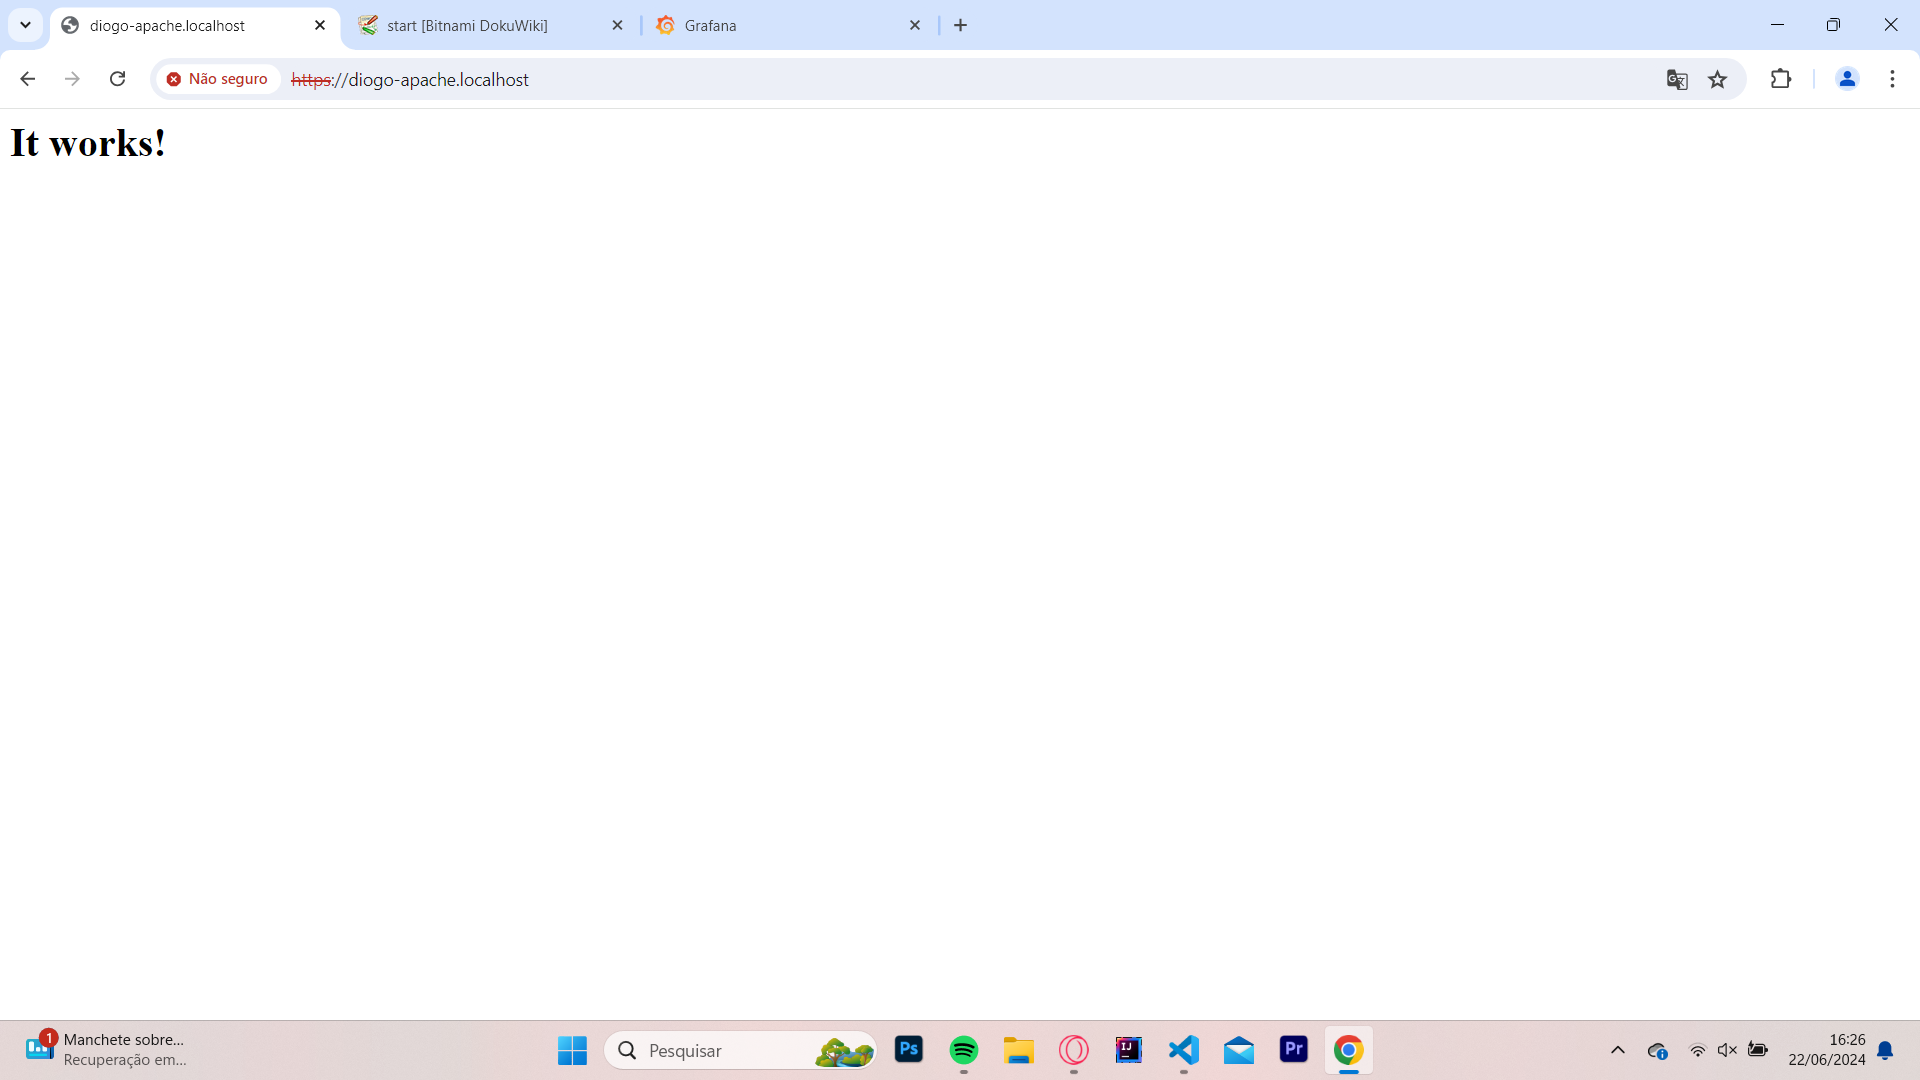 diogo-apache.localhost
start [Bitnami DokuWiki]
Grafana
Não seguro
https://diogo-apache.localhost
It works!
1
Manchete sobre...
Recuperação em...
Pesquisar
Ps
IJ
Pr
16:26
22/06/2024